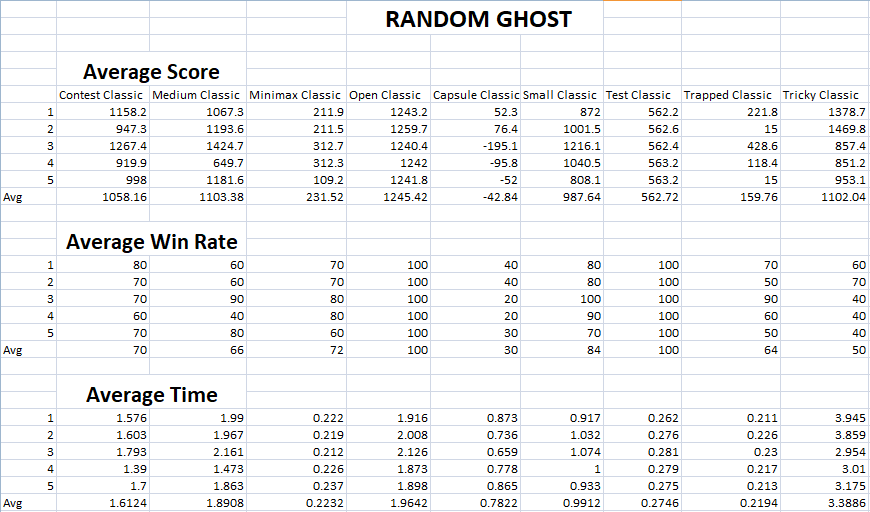 RANDOM GHOST
Average Score
Contest Classic Medium Classic Minimax Classic Open Classic Capsule Classic Small Classic Test Classic Trapped Classic Tricky Classic
1 1158.2 1067.3 211.9 1243.2 52.3 872 562.2 221.8 1378.7
2 947.3 1193.6 211.5 1259.7 76.4 1001.5 562.6 15 1469.8
3 1267.4 1424.7 312.7 1240.4 -195.1 1216.1 562.4 428.6 857.4
4 919.9 649.7 312.3 1242 -95.8 1040.5 563.2 118.4 851.2
5 998 1181.6 109.2 1241.8 -52 808.1 563.2 15 953.1
Avg 1058.16 1103.38 231.52 1245.42 -42.84 987.64 562.72 159.76 1102.04
Average Win Rate
1 80 60 70 100 40 80 100 70 60
2 70 60 70 100 40 80 100 50 70
3 70 90 80 100 20 100 100 90 40
4 60 40 80 100 20 90 100 60 40
5 70 80 60 100 30 70 100 50 40
Avg 70 66 72 100 30 84 100 64 50
Average Time
1 1.576 1.99 0.222 1.916 0.873 0.917 0.262 0.211 3.945
2 1.603 1.967 0.219 2.008 0.736 1.032 0.276 0.226 3.859
3 1.793 2.161 0.212 2.126 0.659 1.074 0.281 0.23 2.954
4 1.39 1.473 0.226 1.873 0.778 1 0.279 0.217 3.01
5 1.7 1.863 0.237 1.898 0.865 0.933 0.275 0.213 3.175
Avg 1.6124 1.8908 0.2232 1.9642 0.7822 0.9912 0.2746 0.2194 3.3886